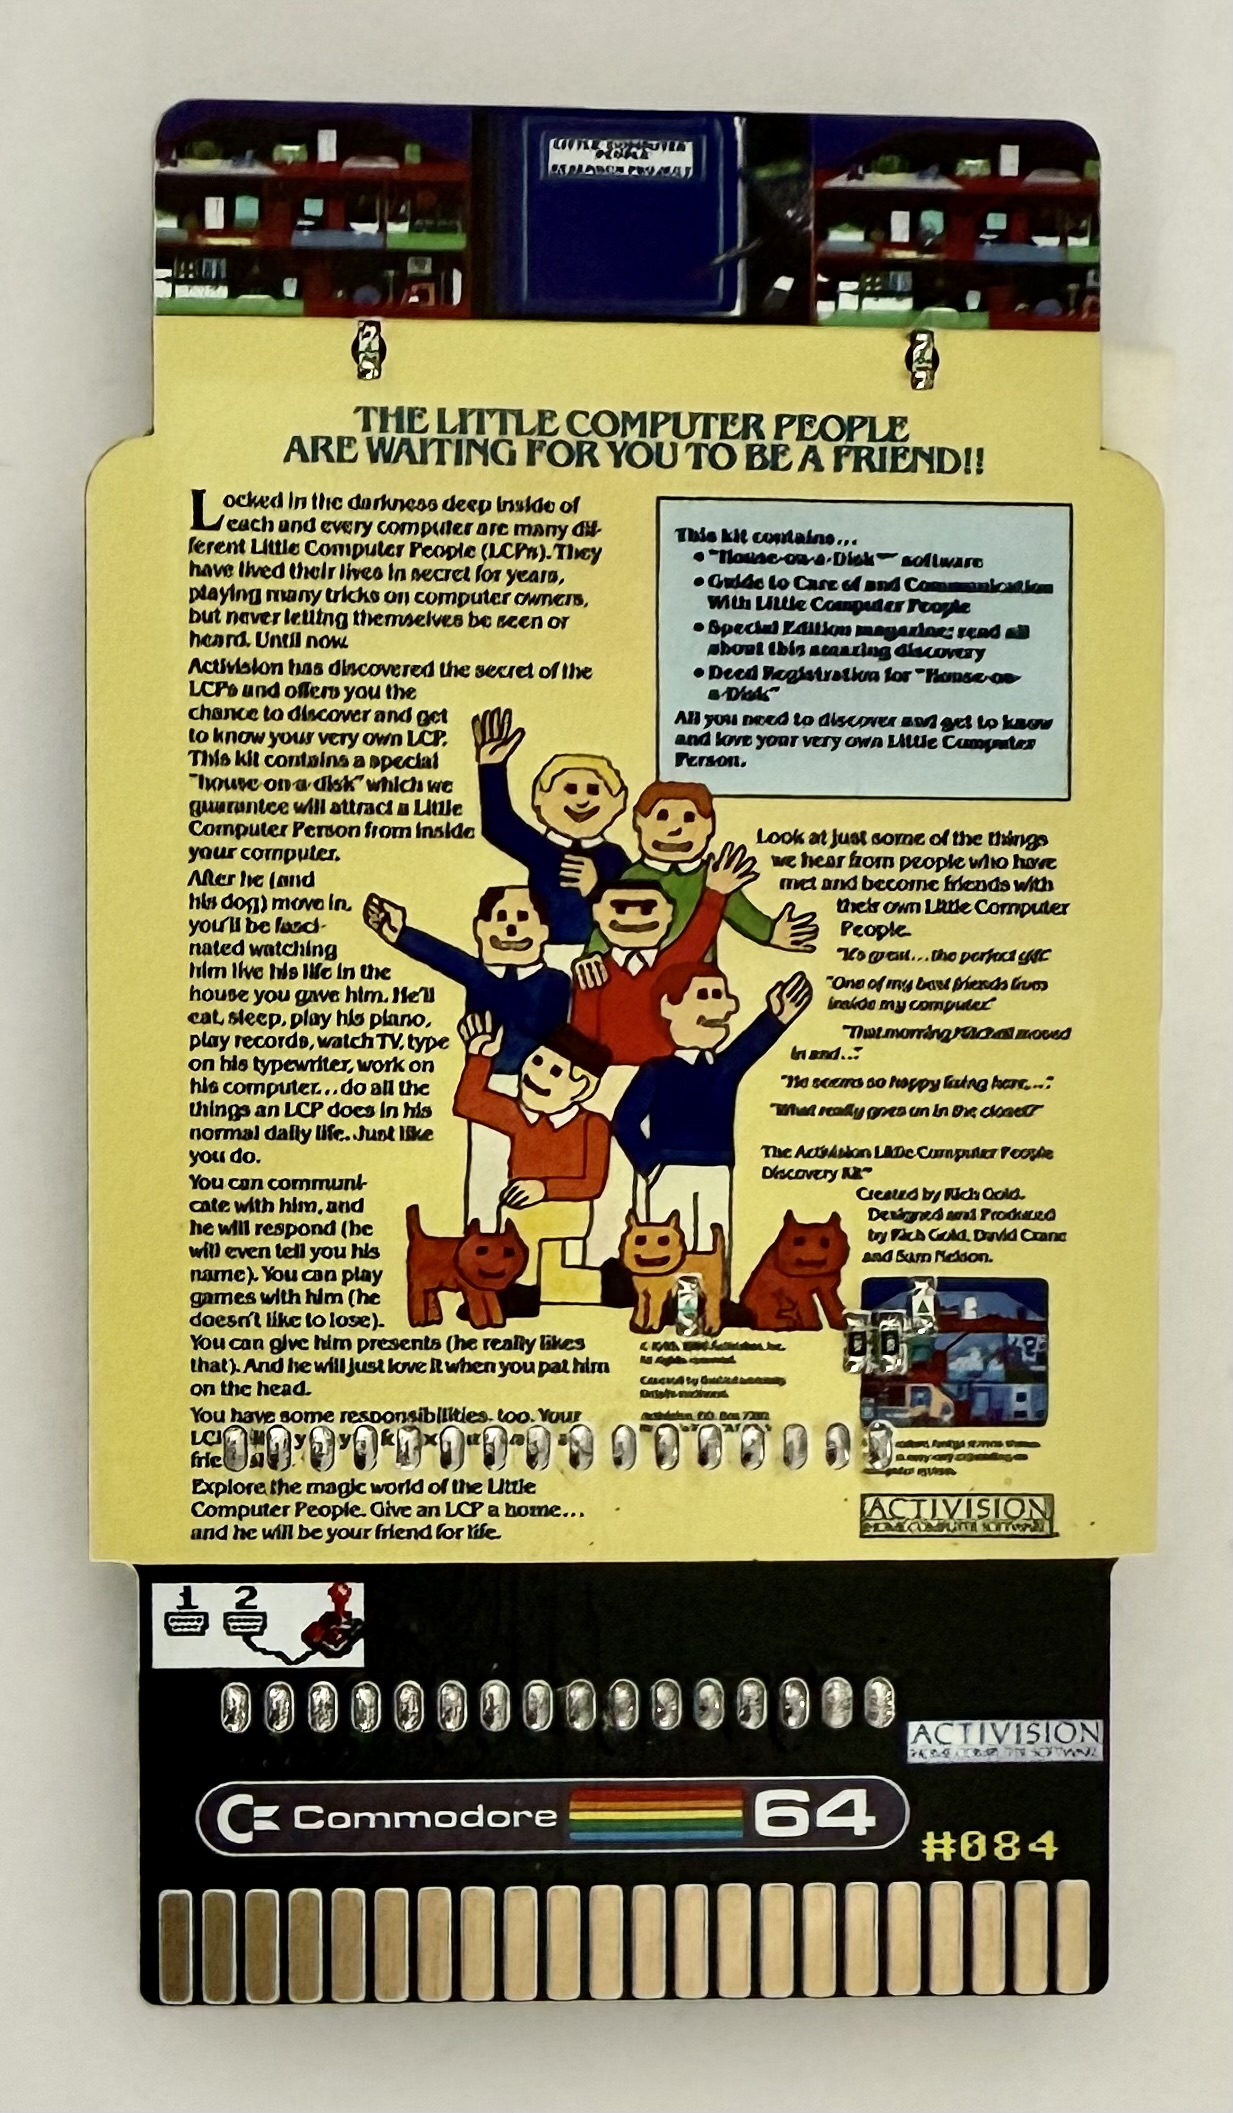 LITTLE COMPUTER
PEOPLE
RESEARCH PROJECT
THE LITTLE COMPUTER PEOPLE
ARE WAITING FOR YOU TO BE A FRIEND!!
Locked in the darkness deep inside of
each and every computer are many dif-
ferent Little Computer People (LCPs). They
have lived their lives in secret for years,
playing many tricks on computer owners,
but never letting themselves be seen or
heard. Until now.
Activision has discovered the secret of the
LCPs and offers you the
chance to discover and get
to know your very own LCP.
This kit contains a special
"house-on-a-disk" which we
guarantee will attract a Little
Computer Person from inside
your computer.
After he (and
his dog) move in,
you'll be fasci-
nated watching
him live his life in the
house you gave him. He'll
eat, sleep, play his piano,
play records, watch TV, type
on his typewriter, work on
his computer...do all the
things an LCP does in his
normal daily life. Just like
you do.
You can communi-
cate with him, and
he will respond (he
will even tell you his
name). You can play
games with him (he
doesn't like to lose).
You can give him presents (he really likes
that). And he will just love it when you pat him
on the head.
You have some responsibilities, too. Your
Explore the magic world of the Little
Computer People. Give an LCP a home...
and he will be your friend for life.
This kit contains...
• "House-on-a-Disk"™ software
• Guide to Care of and Communication
With Little Computer People
• Special Edition magazine: read all
about this amazing discovery
• Deed Registration for "House-on-
a-Disk"
All you need to discover and get to know
and love your very own Little Computer
Person.
Look at just some of the things
we hear from people who have
met and become friends with
their own Little Computer
People.
"It's great...the perfect gift."
"One of my best friends lives
inside my computer."
"That morning Mitchell moved
in and..."
"He seems so happy living here,..."
"What really goes on in the closet?"
The Activision Little Computer People
Discovery Kit™
Created by Rich Gold.
Designed and Produced
by Rich Gold, David Crane
and Sam Nelson.
All rights reserved.
ACTIVISION
HOME COMPUTER SOFTWARE
1 2
ACTIVISION
HOME COMPUTER SOFTWARE
Commodore 64
#084